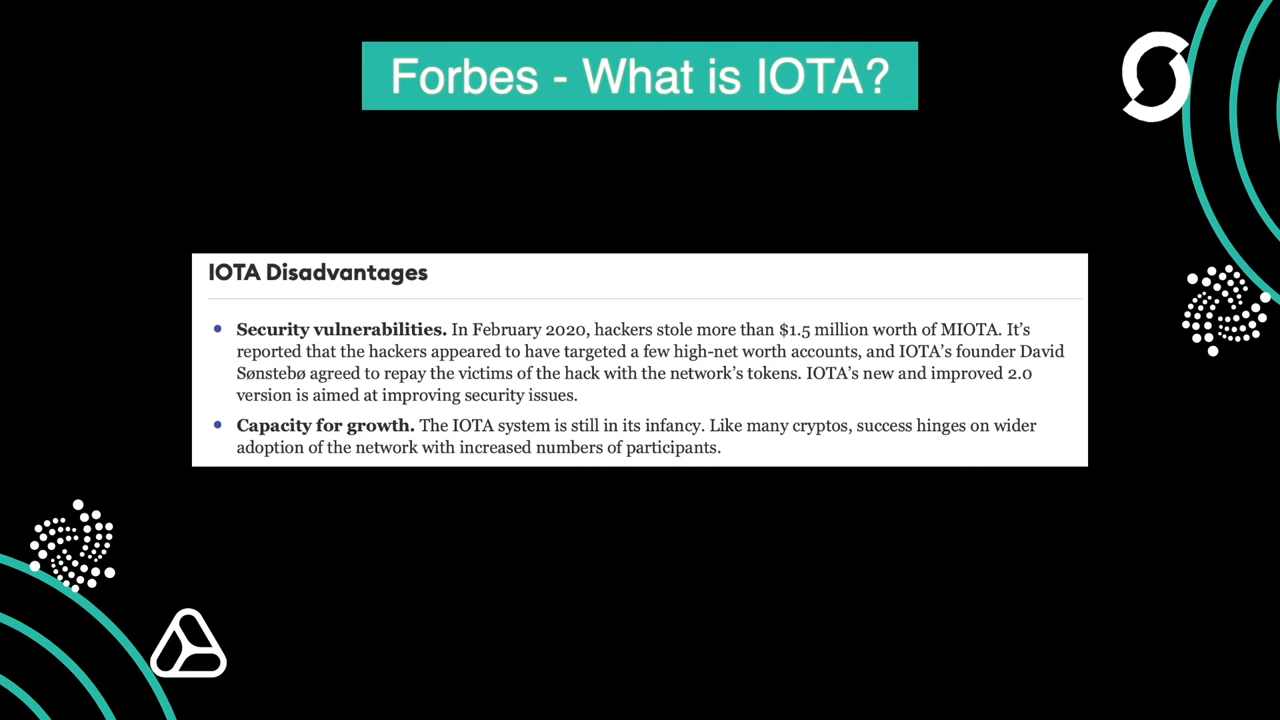 Forbes - What is IOTA?
IOTA Disadvantages
• Security vulnerabilities. In February 2020, hackers stole more than $1.5 million worth of MIOTA. It’s
reported that the hackers appeared to have targeted a few high-net worth accounts, and IOTA’s founder David
Sønstebø agreed to repay the victims of the hack with the network’s tokens. IOTA’s new and improved 2.0
version is aimed at improving security issues.
• Capacity for growth. The IOTA system is still in its infancy. Like many cryptos, success hinges on wider
adoption of the network with increased numbers of participants.